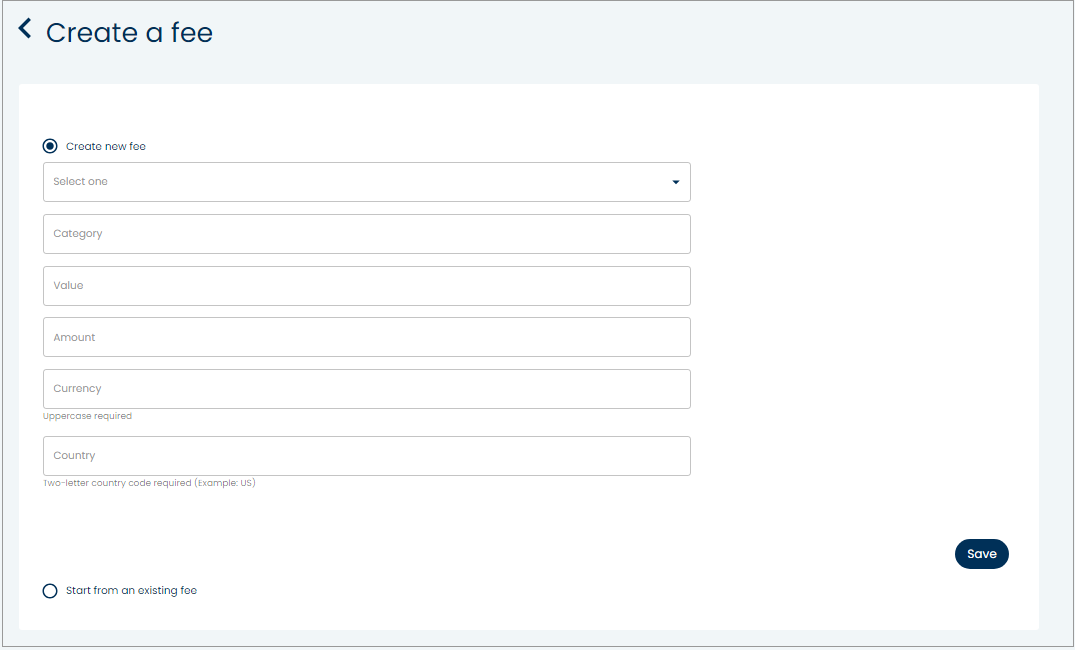 Create a fee
Create new fee
Select one
Category
Value
Amount
Currency
Uppercase required
Country
Two-letter country code required (Example: US)
Save
Start from an existing fee